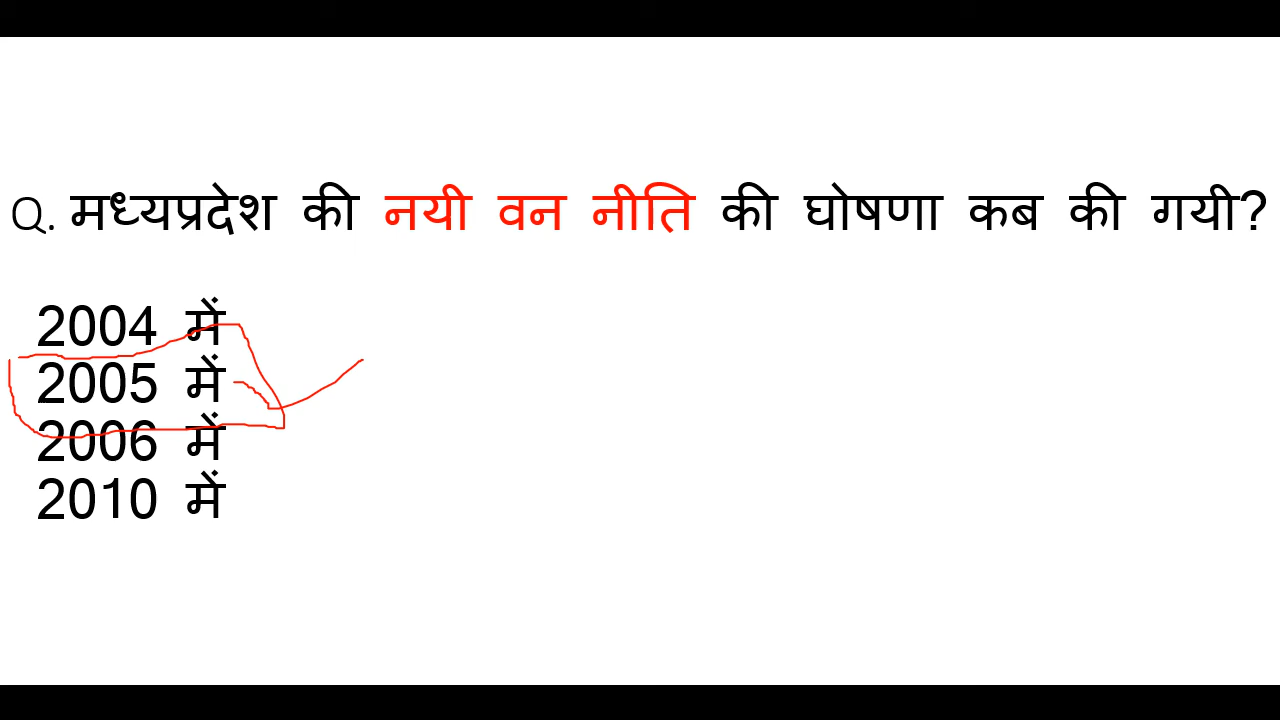 Q. मध्यप्रदेश की नयी वन नीति की घोषणा कब की गयी?
2004 में
2005 में
2006 में
2010 में